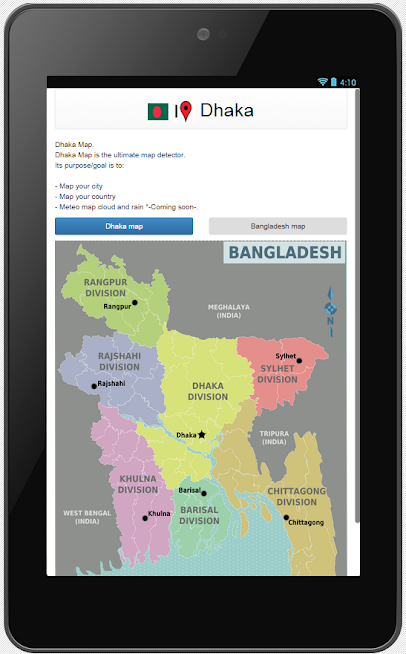 4:10
I Dhaka
Dhaka Map.
Dhaka Map is the ultimate map detector.
Its purpose/goal is to:
- Map your city
- Map your country
- Meteo map cloud and rain "-Coming soon-.
Dhaka map
Bangladesh map
BANGLADESH
RANGPUR
DIVISION
Rangpur
MEGHALAYA
(INDIA)
N
RAJSHAHI
DIVISION
Rajshahi
Sylhet
SYLHET
DIVISION
DHAKA
DIVISION
Dhaka
TRIPURA
(INDIA)
KHULNA
DIVISION
Barisal
CHITTAGONG
DIVISION
WEST BENGAL
(INDIA)
Khulna
BARISAL
DIVISION
Chittagong